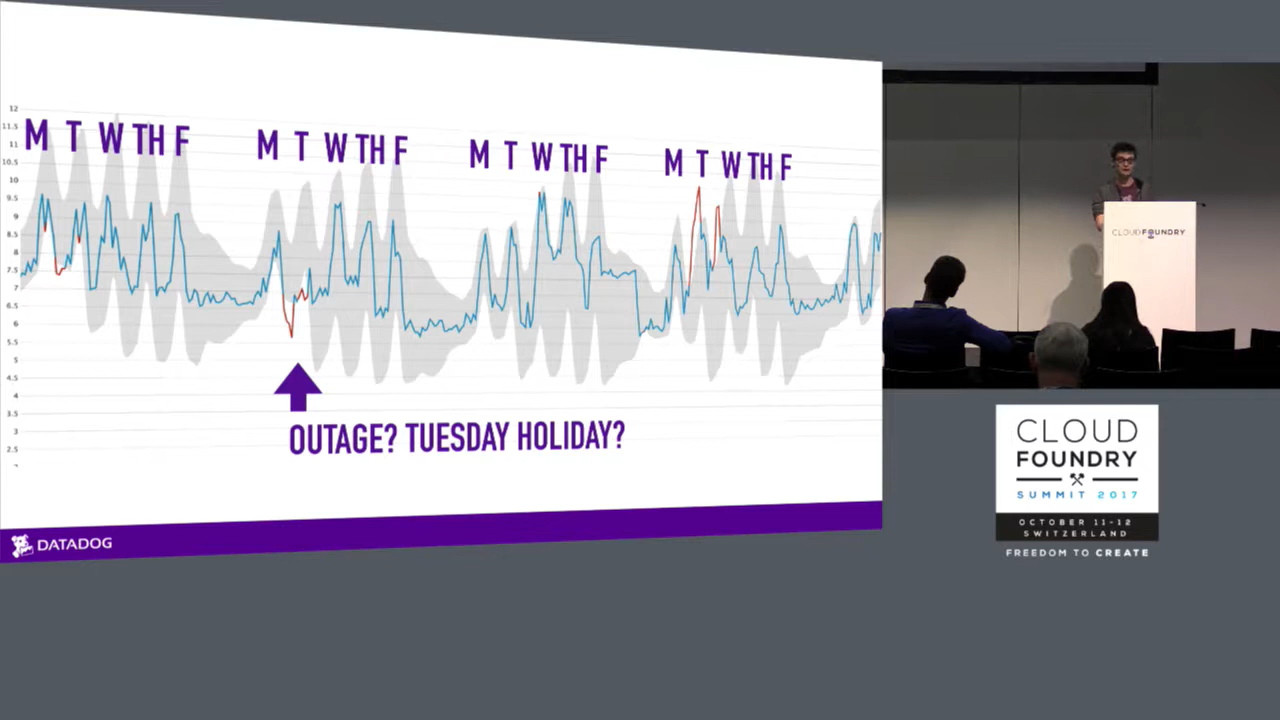 12
11.5
11
10.5
10
9.5
9
8.5
8
7.5
7
6.5
6
5.5
5
4.5
4
3.5
3
2.5
M T W TH F
M T W TH F
M T W TH F
M T W TH F
OUTAGE? TUESDAY HOLIDAY?
DATADOG
CLOUD FOUNDRY
CLOUD
FOUNDRY
SUMMIT 2017
OCTOBER 11-12
SWITZERLAND
FREEDOM TO CREATE